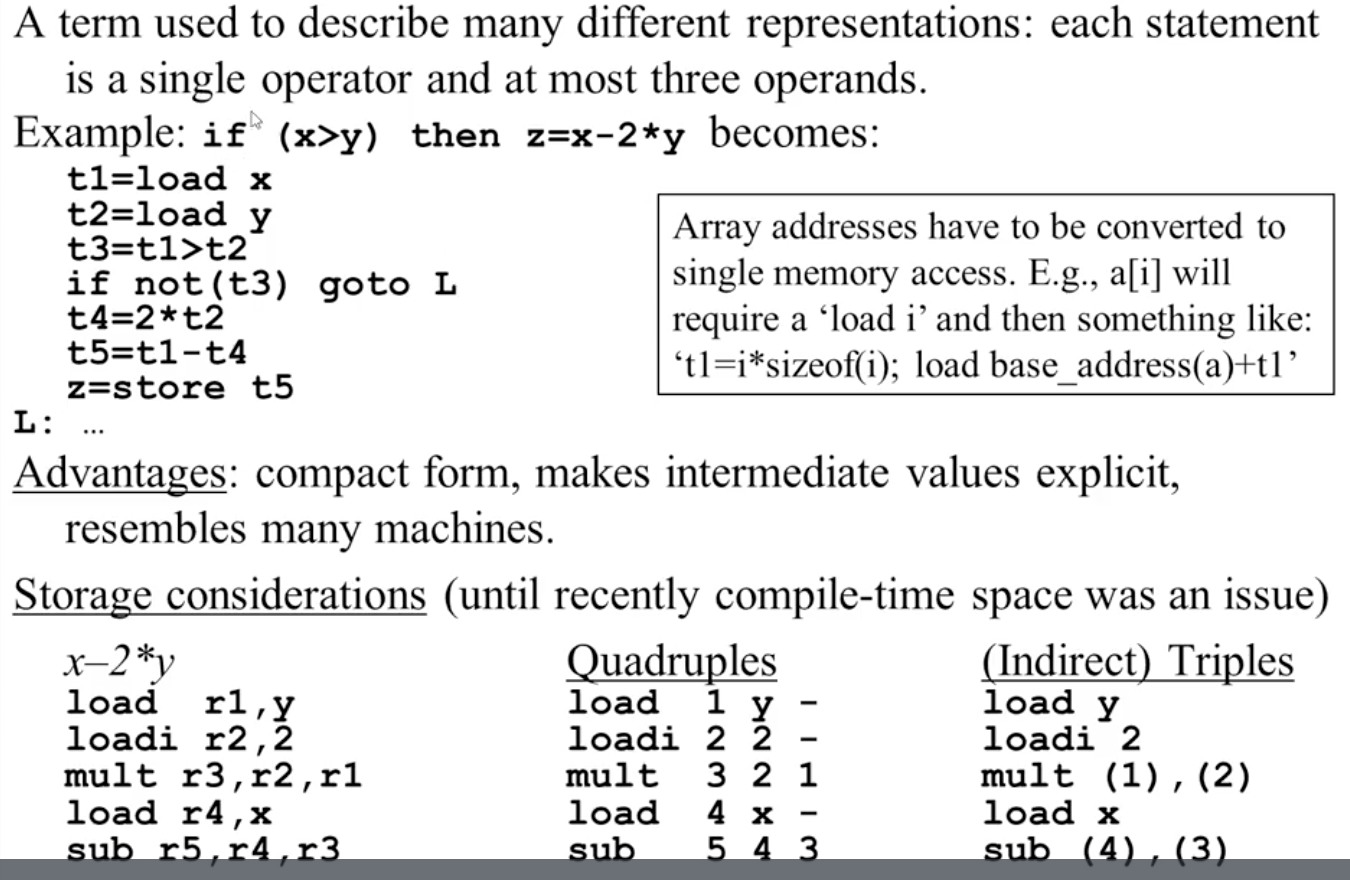 A term used to describe many different representations: each statement
is a single operator and at most three operands.
Example: if (x>y) then z=x-2*y becomes:
t1=load x
t2=load y
t3=t1>t2
if not(t3) goto L
t4=2*t2
t5=t1-t4
z=store t5
L: ...
Array addresses have to be converted to
single memory access. E.g., a[i] will
require a ‘load i’ and then something like:
‘t1=i*sizeof(i); load base_address(a)+t1’
Advantages: compact form, makes intermediate values explicit,
resembles many machines.
Storage considerations (until recently compile-time space was an issue)
x–2*y
load r1,y
loadi r2,2
mult r3,r2,r1
load r4,x
sub r5,r4,r3
Quadruples
load 1 y -
loadi 2 2 -
mult 3 2 1
load 4 x -
sub 5 4 3
(Indirect) Triples
load y
loadi 2
mult (1),(2)
load x
sub (4),(3)